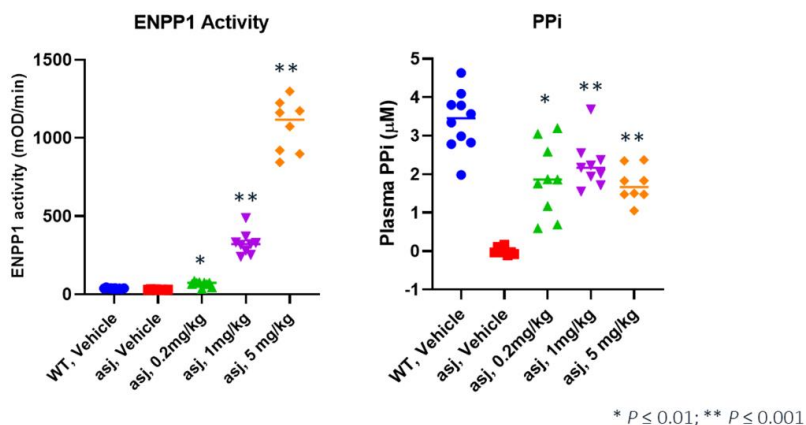 ENPP1 Activity
ENPP1 activity (mOD/min)
1500
1000
500
0
**
**
*
WT, Vehicle
asj, Vehicle
asj, 0.2mg/kg
asj, 1mg/kg
asj, 5 mg/kg
PPi
Plasma PPi (μM)
5
4
3
2
1
0
-1
*
**
**
WT, Vehicle
asj, Vehicle
asj, 0.2mg/kg
asj, 1mg/kg
asj, 5 mg/kg
* P ≤ 0.01; ** P ≤ 0.001